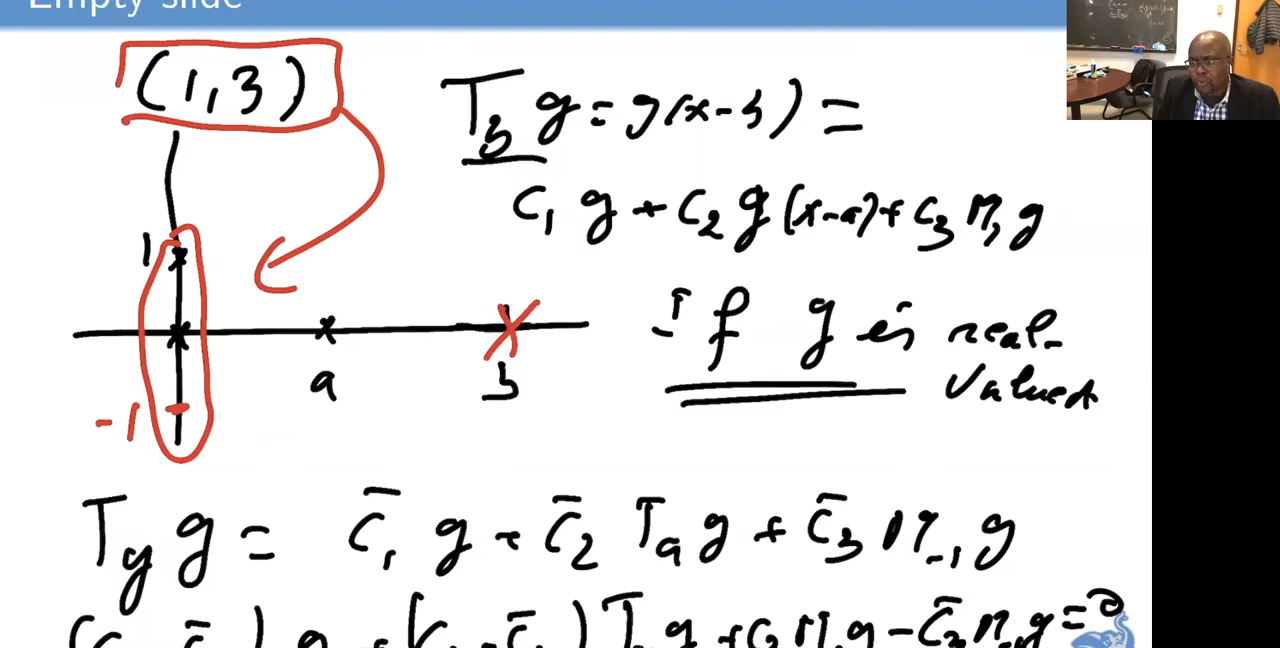 Empty slide
(1,3)
T_b g = g(x-b) =
C_1 g + C_2 g(x-a) + C_3 M_1 g
1
a
b
-1
If g is real-
valued
T_y g = C̄_1 g + C̄_2 T_a g + C̄_3 M_{-1} g